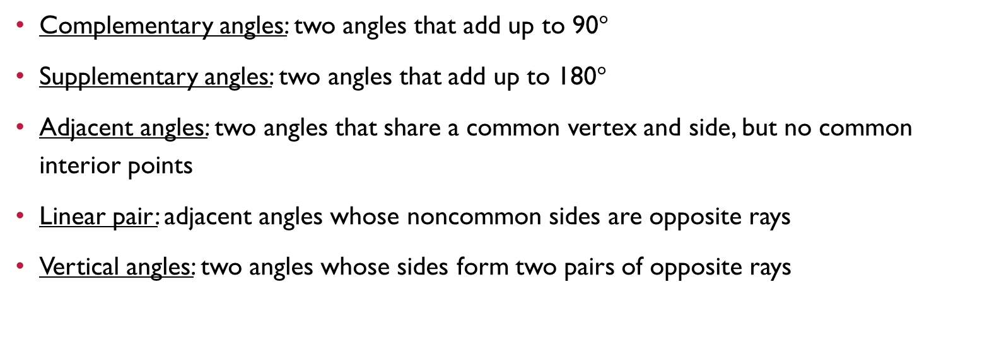 • Complementary angles: two angles that add up to 90°
• Supplementary angles: two angles that add up to 180°
• Adjacent angles: two angles that share a common vertex and side, but no common
interior points
• Linear pair: adjacent angles whose noncommon sides are opposite rays
• Vertical angles: two angles whose sides form two pairs of opposite rays